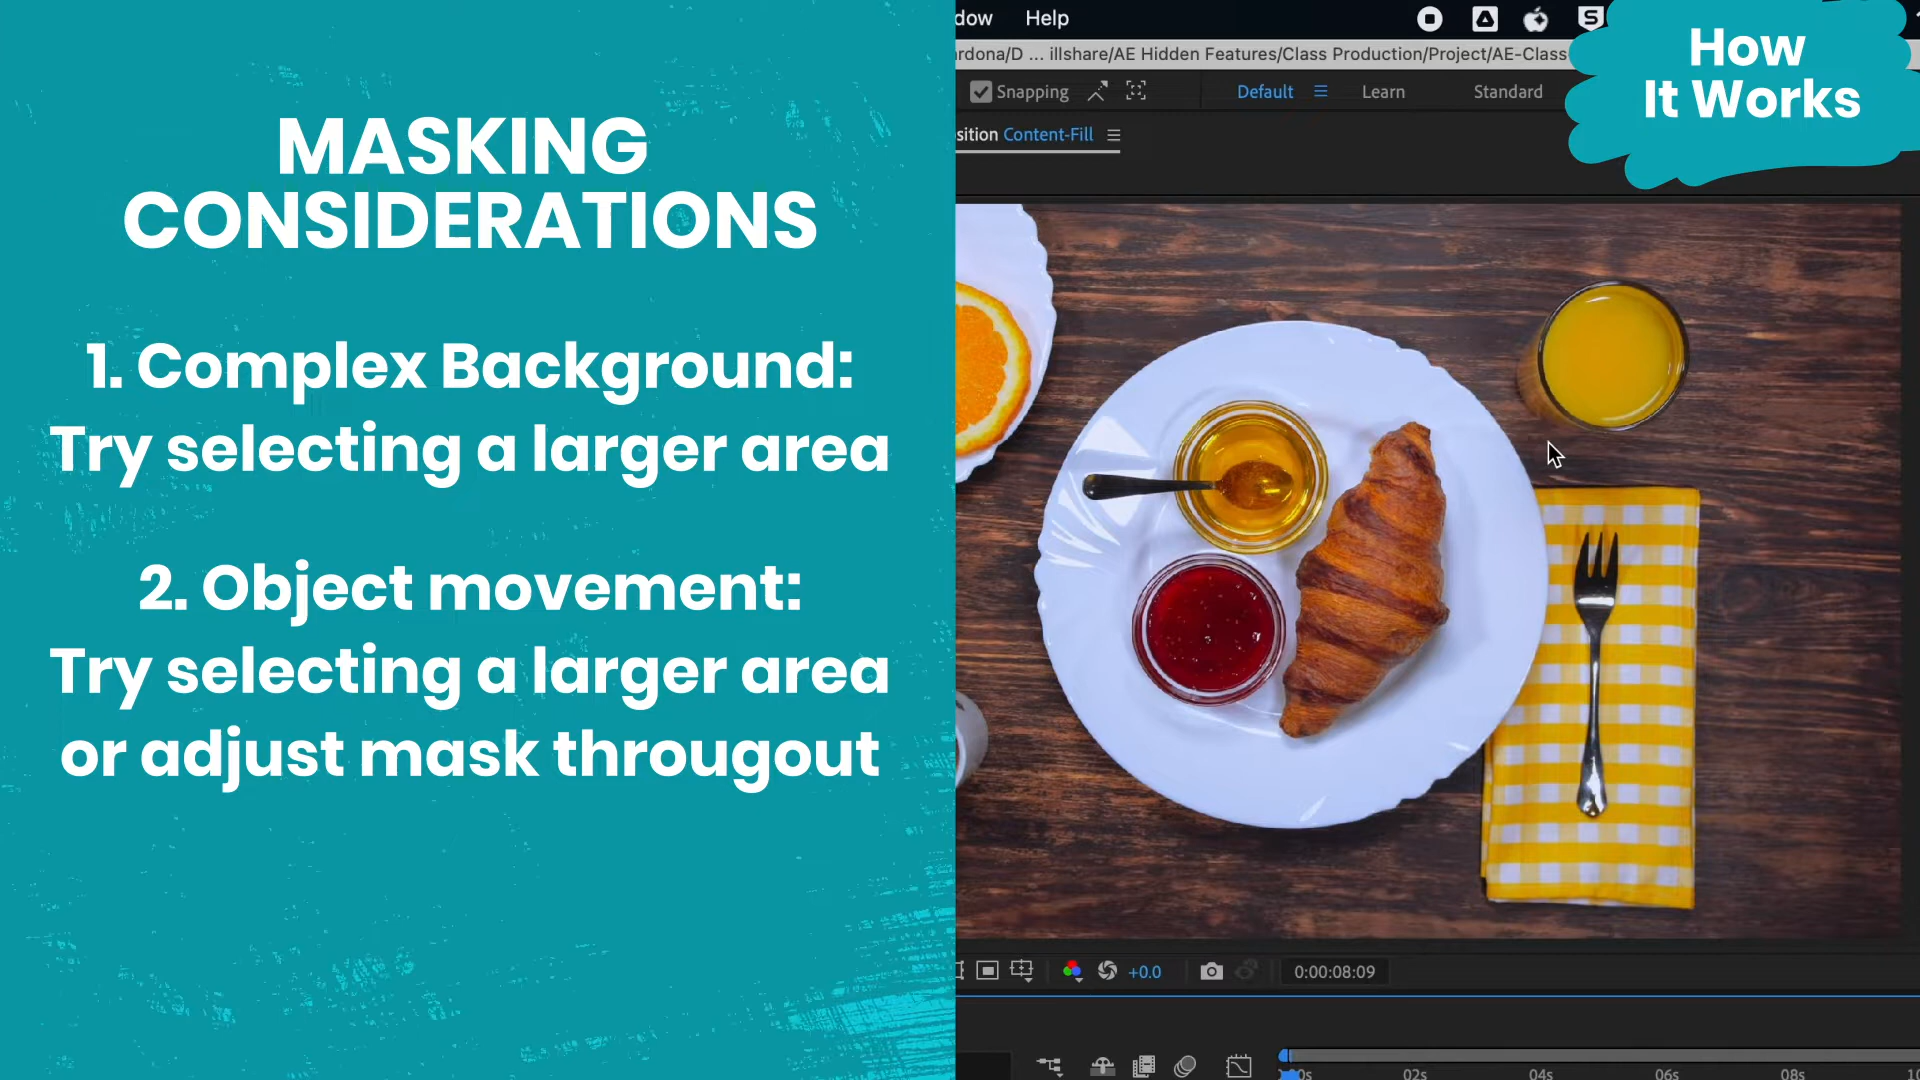 MASKING
CONSIDERATIONS
1. Complex Background:
Try selecting a larger area
2. Object movement:
Try selecting a larger area
or adjust mask througout
How
It Works
dow Help
ardona/D ... illshare/AE Hidden Features/Class Production/Project/AE-Class
Snapping Default Learn Standard
sition Content-Fill
+0.0 0:00:08:09
02s 04s 06s 08s